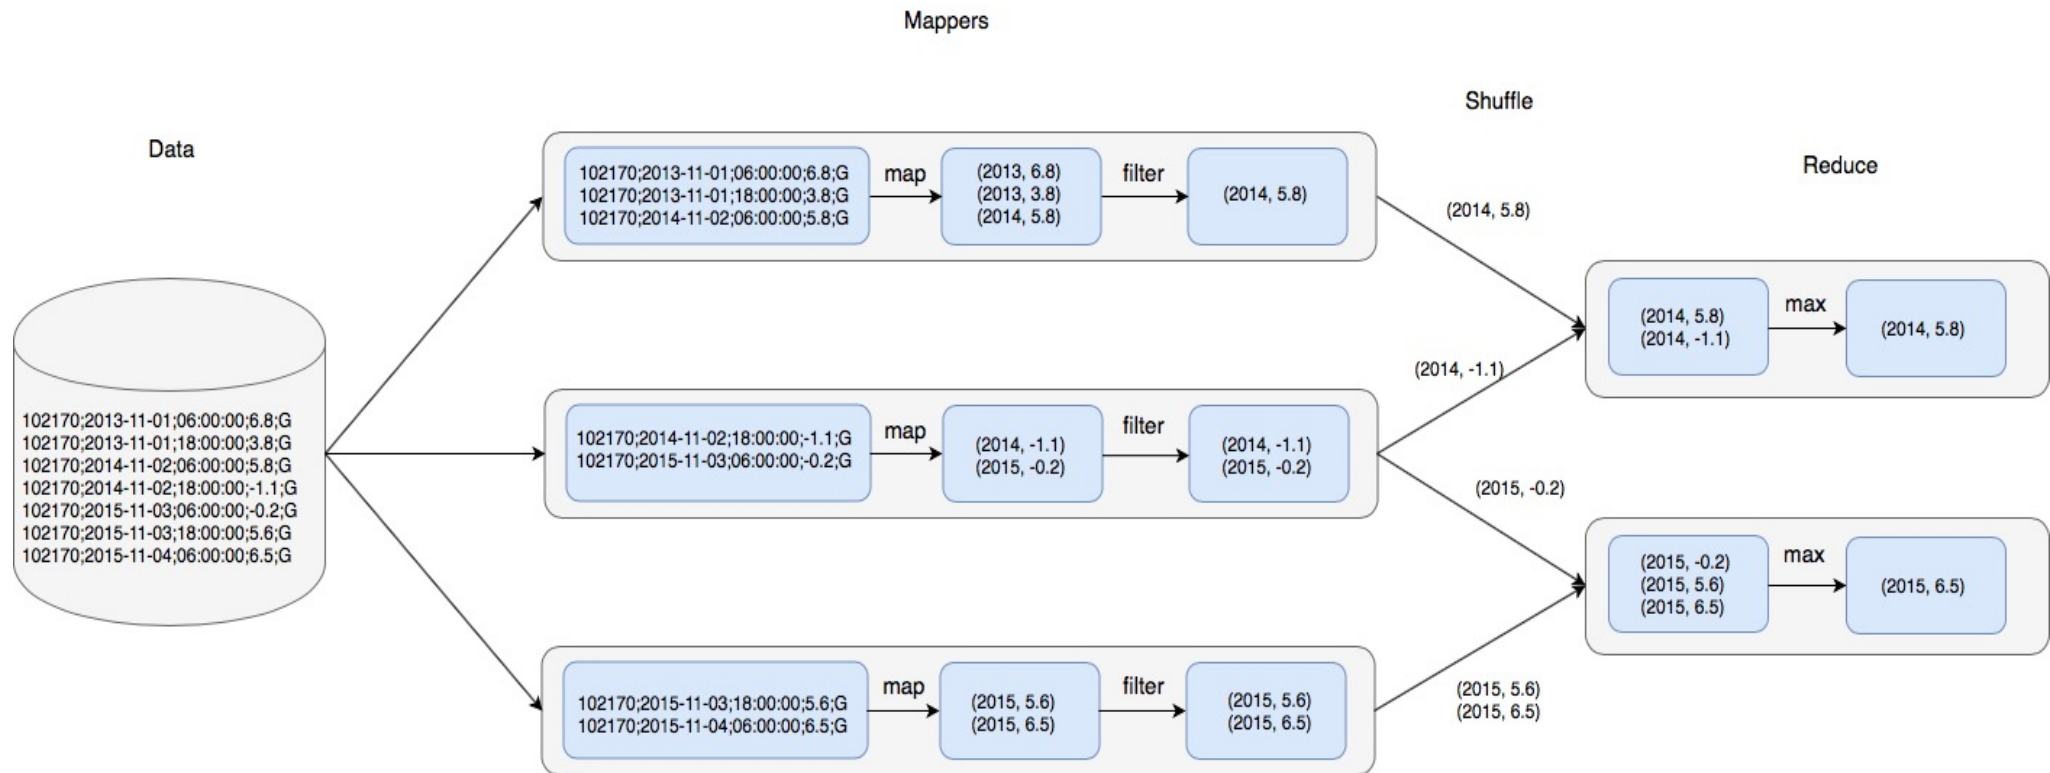 Mappers
Shuffle
Data
Reduce
102170;2013-11-01;06:00:00;6.8;G
102170;2013-11-01;18:00:00;3.8;G
102170;2014-11-02;06:00:00;5.8;G
102170;2014-11-02;18:00:00;-1.1;G
102170;2015-11-03;06:00:00;-0.2;G
102170;2015-11-03;18:00:00;5.6;G
102170;2015-11-04;06:00:00;6.5;G
102170;2013-11-01;06:00:00;6.8;G
102170;2013-11-01;18:00:00;3.8;G
102170;2014-11-02;06:00:00;5.8;G
map
(2013, 6.8)
(2013, 3.8)
(2014, 5.8)
filter
(2014, 5.8)
(2014, 5.8)
102170;2014-11-02;18:00:00;-1.1;G
102170;2015-11-03;06:00:00;-0.2;G
map
(2014, -1.1)
(2015, -0.2)
filter
(2014, -1.1)
(2015, -0.2)
(2014, -1.1)
(2015, -0.2)
102170;2015-11-03;18:00:00;5.6;G
102170;2015-11-04;06:00:00;6.5;G
map
(2015, 5.6)
(2015, 6.5)
filter
(2015, 5.6)
(2015, 6.5)
(2015, 5.6)
(2015, 6.5)
(2014, 5.8)
(2014, -1.1)
max
(2014, 5.8)
(2015, -0.2)
(2015, 5.6)
(2015, 6.5)
max
(2015, 6.5)